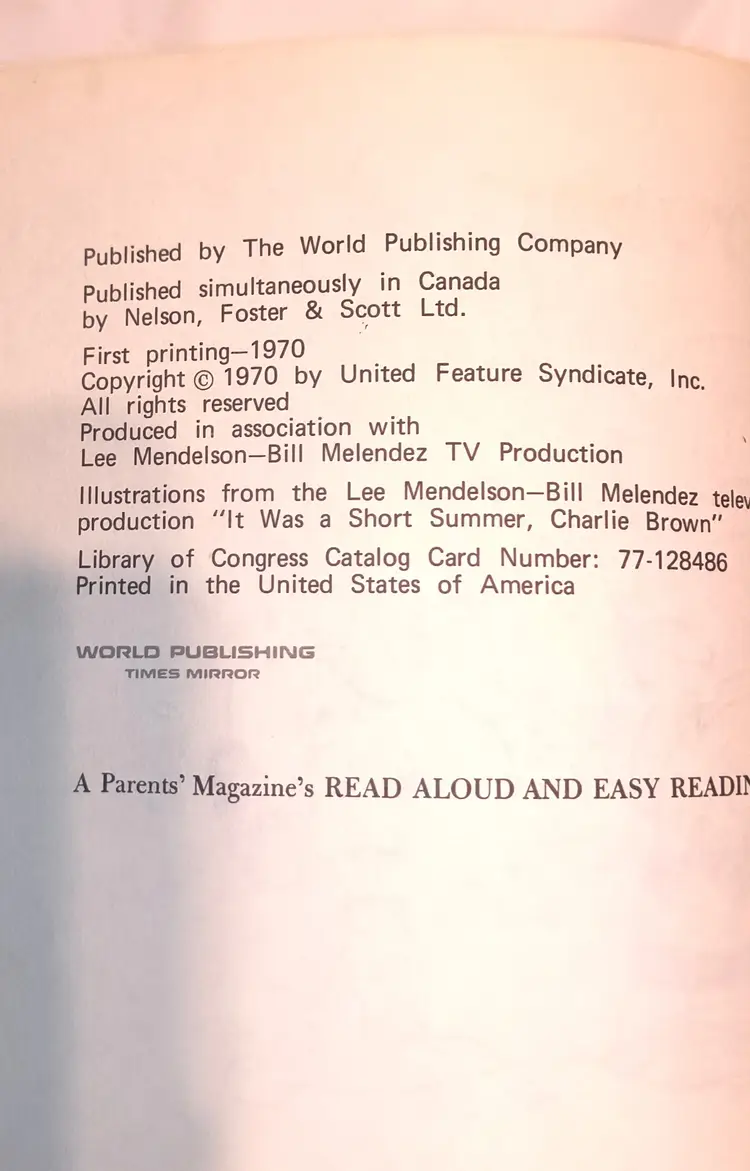 Published by The World Publishing Company
Published simultaneously in Canada
by Nelson, Foster & Scott Ltd.
First printing—1970
Copyright © 1970 by United Feature Syndicate, Inc.
All rights reserved
Produced in association with
Lee Mendelson—Bill Melendez TV Production
Illustrations from the Lee Mendelson—Bill Melendez
production "It Was a Short Summer, Charlie Brown"
Library of Congress Catalog Card Number: 77-128486
Printed in the United States of America
WORLD PUBLISHING
TIMES MIRROR
A Parents' Magazine's READ ALOUD AND EASY